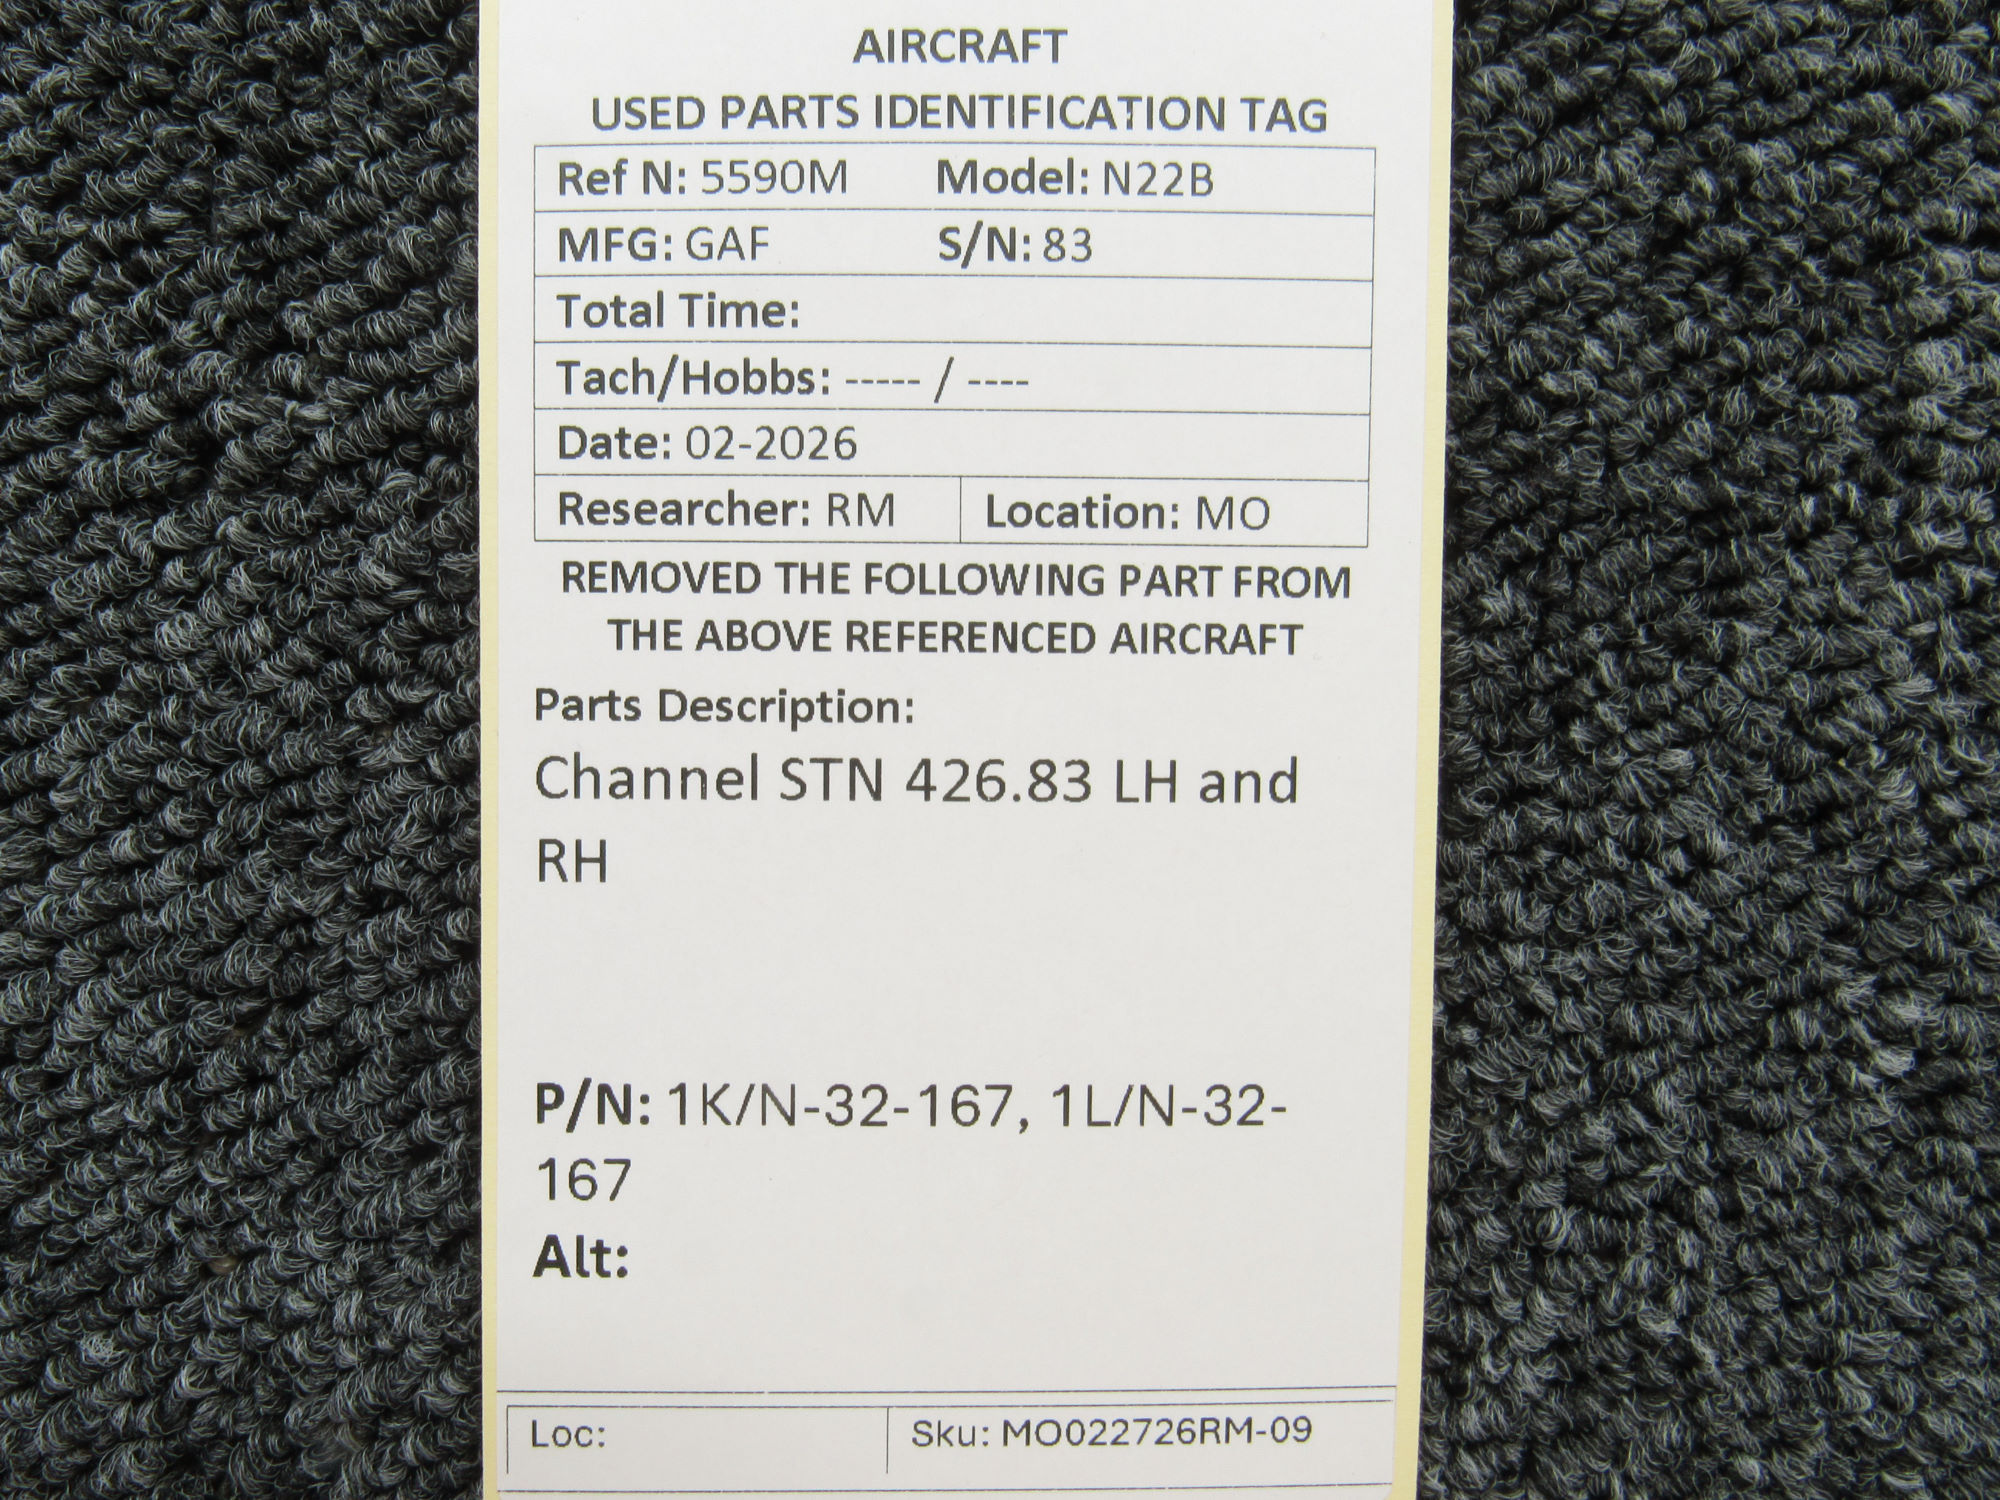 AIRCRAFT
USED PARTS IDENTIFICATION TAG
Ref N: 5590M Model: N22B
MFG: GAF S/N: 83
Total Time:
Tach/Hobbs: ----- / ----
Date: 02-2026
Researcher: RM Location: MO
REMOVED THE FOLLOWING PART FROM
THE ABOVE REFERENCED AIRCRAFT
Parts Description:
Channel STN 426.83 LH and
RH
P/N: 1K/N-32-167, 1L/N-32-
167
Alt:
Loc: Sku: MO022726RM-09